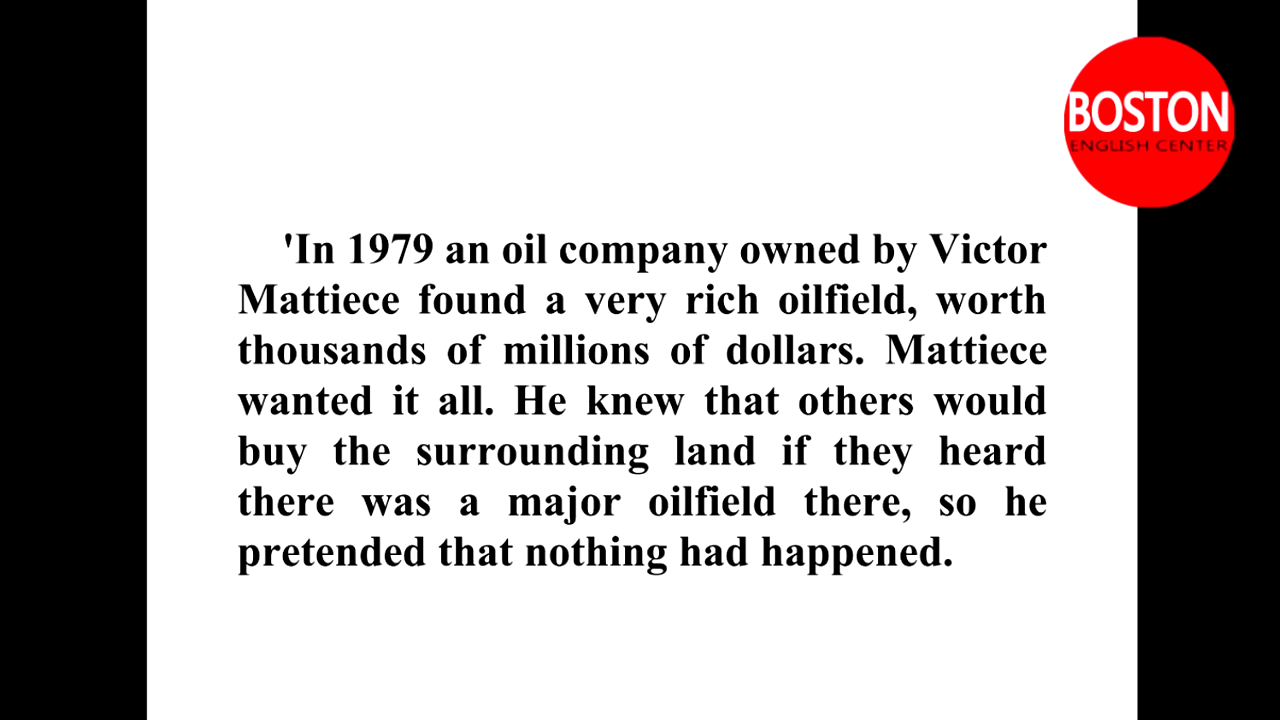 BOSTON
ENGLISH CENTER
'In 1979 an oil company owned by Victor
Mattiece found a very rich oilfield, worth
thousands of millions of dollars. Mattiece
wanted it all. He knew that others would
buy the surrounding land if they heard
there was a major oilfield there, so he
pretended that nothing had happened.